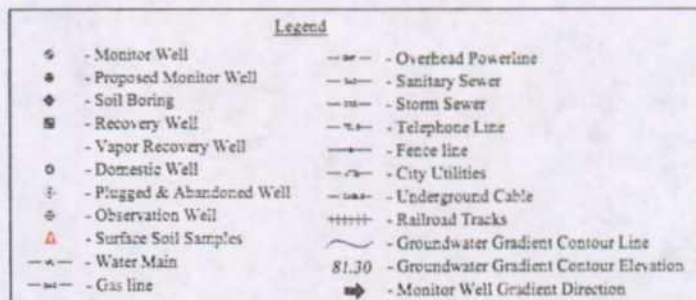 Legend
- Monitor Well
- Proposed Monitor Well
- Soil Boring
- Recovery Well
- Vapor Recovery Well
- Domestic Well
- Plugged & Abandoned Well
- Observation Well
- Surface Soil Samples
- Water Main
- Gas line
- Overhead Powerline
- Sanitary Sewer
- Storm Sewer
- Telephone Line
- Fence line
- City Utilities
- Underground Cable
- Railroad Tracks
- Groundwater Gradient Contour Line
81.30 - Groundwater Gradient Contour Elevation
- Monitor Well Gradient Direction